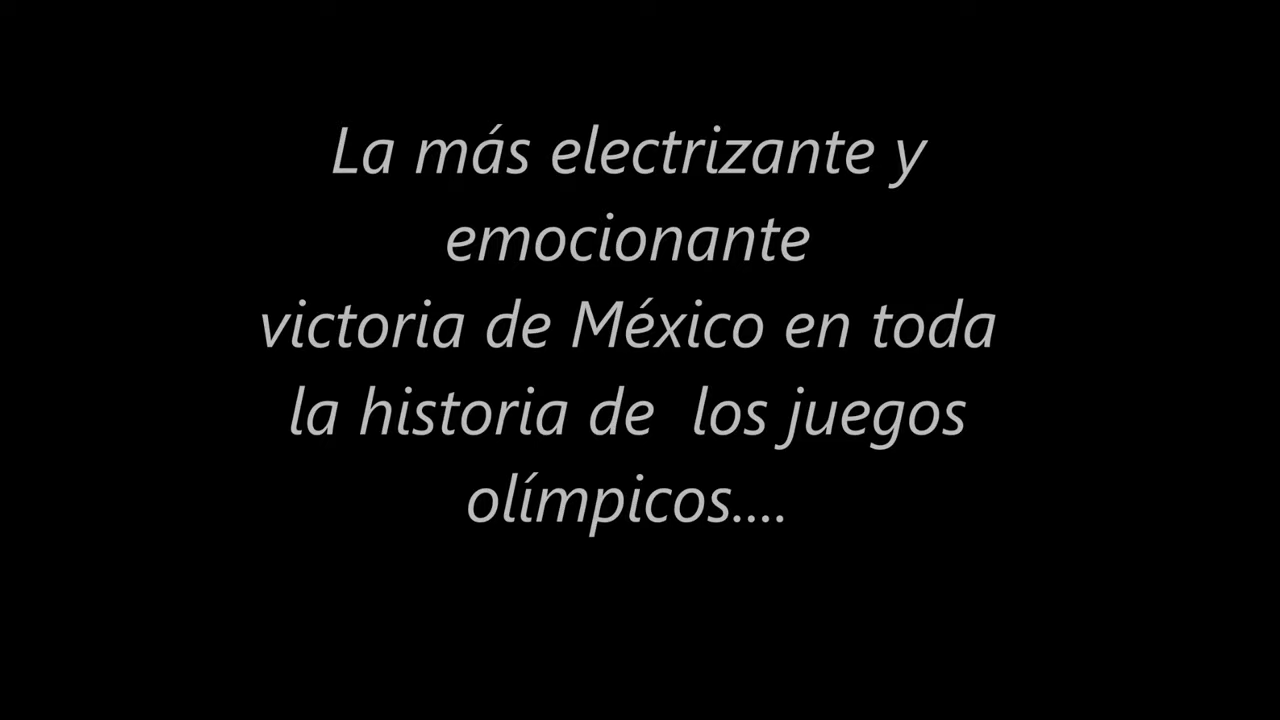 La más electrizante y
emocionante
victoria de México en toda
la historia de  los juegos
olímpicos....